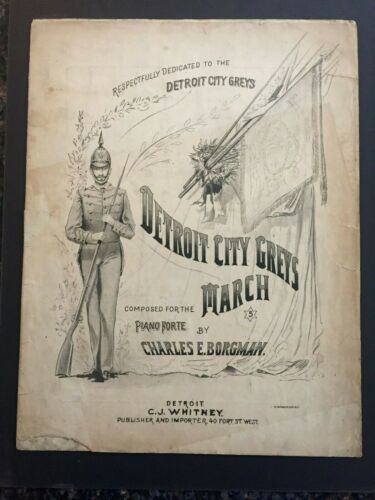 RESPECTFULLY DEDICATED TO THE
DETROIT CITY GREYS
DETROIT CITY GREYS
MARCH
COMPOSED FOR THE
PIANO FORTE BY
CHARLES E. BORGMAN.
DETROIT
C.J. WHITNEY.
PUBLISHER AND IMPORTER, 40 FORT ST. WEST.